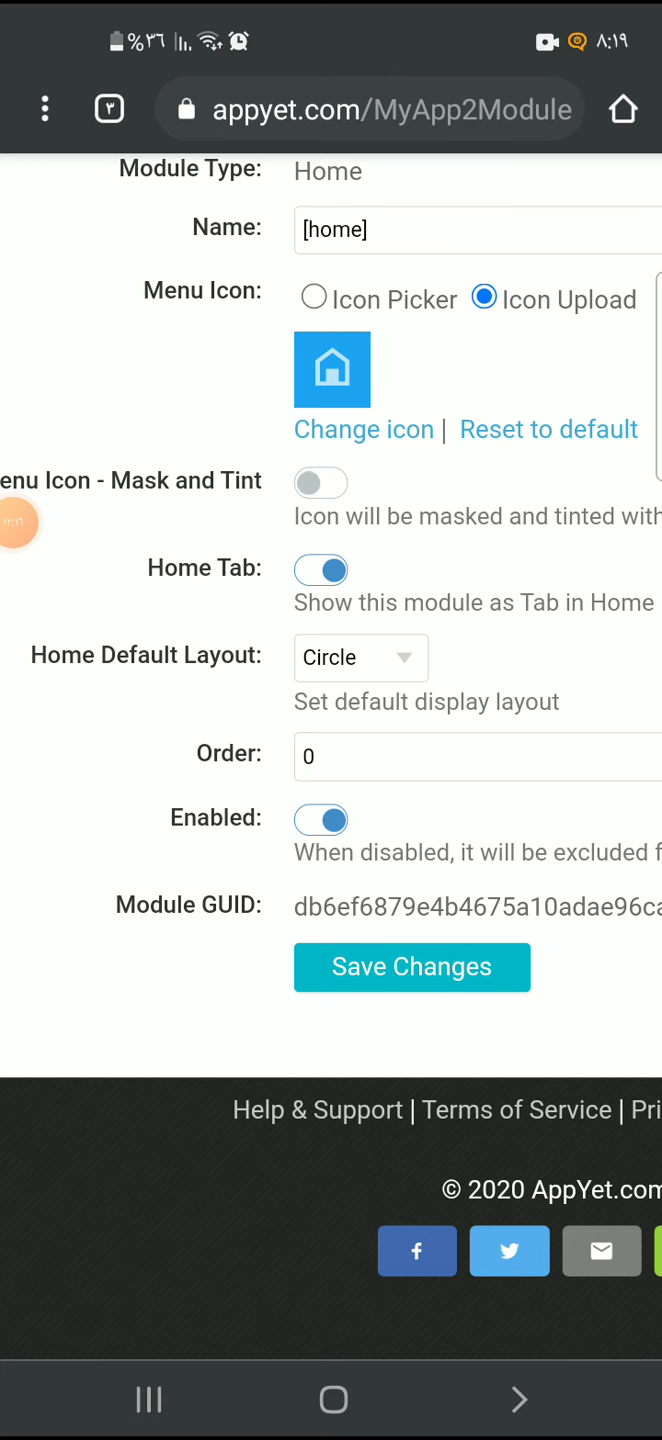 %٣٦ ٨:١٩
٣ appyet.com/MyApp2Module
Module Type: Home
Name: [home]
Menu Icon: Icon Picker Icon Upload
Change icon | Reset to default
enu Icon - Mask and Tint
Icon will be masked and tinted with
١٣:١٦
Home Tab:
Show this module as Tab in Home
Home Default Layout: Circle
Set default display layout
Order: 0
Enabled:
When disabled, it will be excluded f
Module GUID: db6ef6879e4b4675a10adae96ca
Save Changes
Help & Support | Terms of Service | Pri
© 2020 AppYet.com